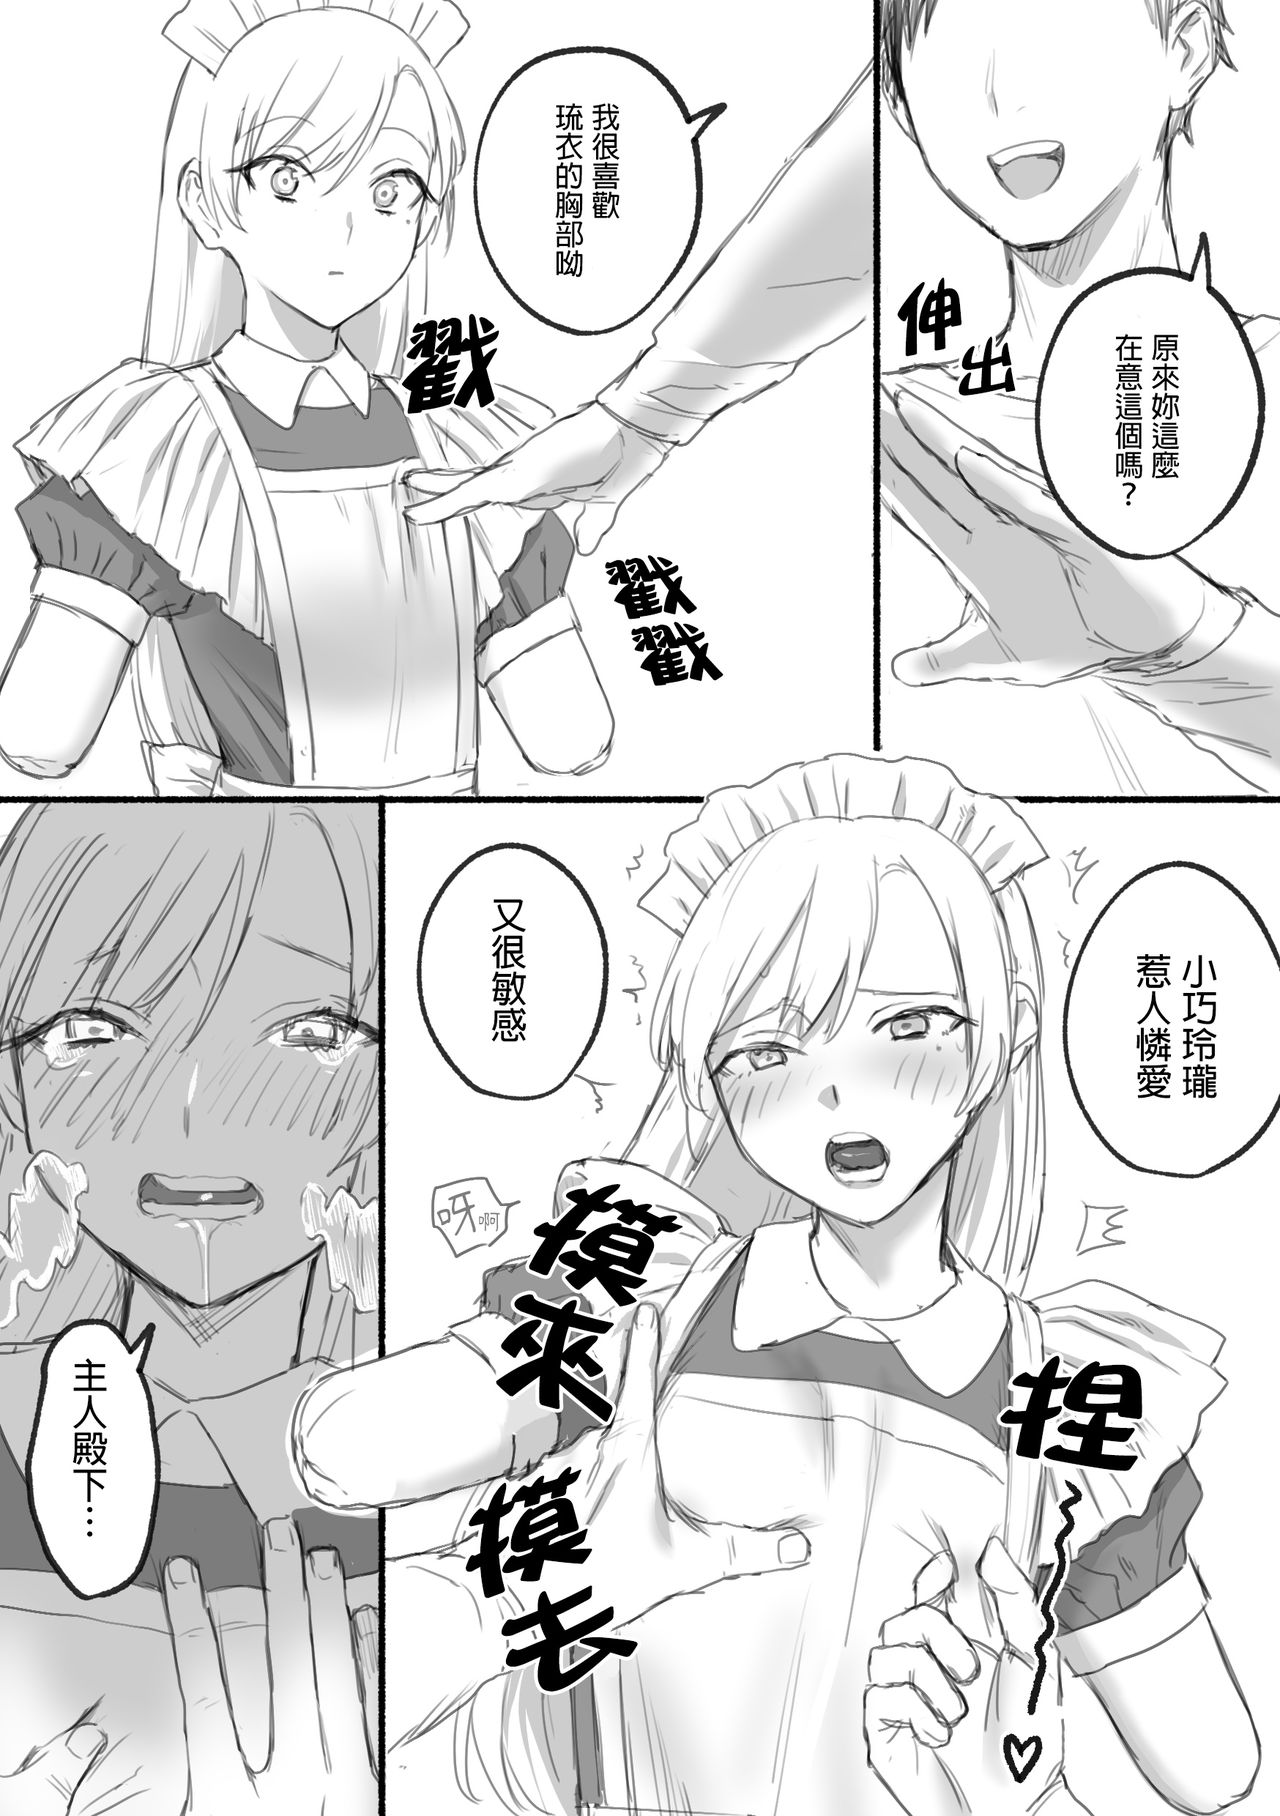 原來妳這麼
在意這個嗎？
伸
出
我很喜歡
琉衣的胸部呦
戳
戳
戳
小巧玲瓏
惹人憐愛
又很敏感
呀
啊
摸來
摸去
捏
主人殿下…